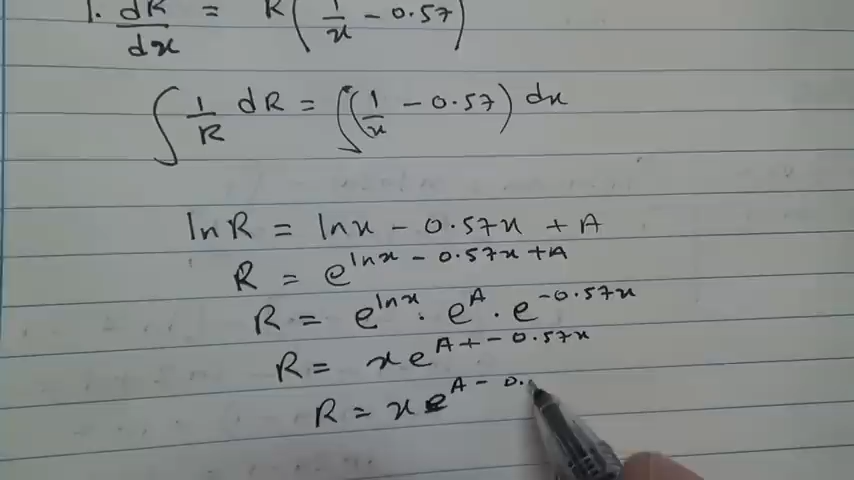 1. dR/dx = R(1/x - 0.57)
∫ 1/R dR = ∫(1/x - 0.57) dx
ln R = ln x - 0.57x + A
R = e^(ln x - 0.57x + A)
R = e^(ln x) . e^A . e^(-0.57x)
R = x e^(A + - 0.57x)
R = x e^(A - 0.